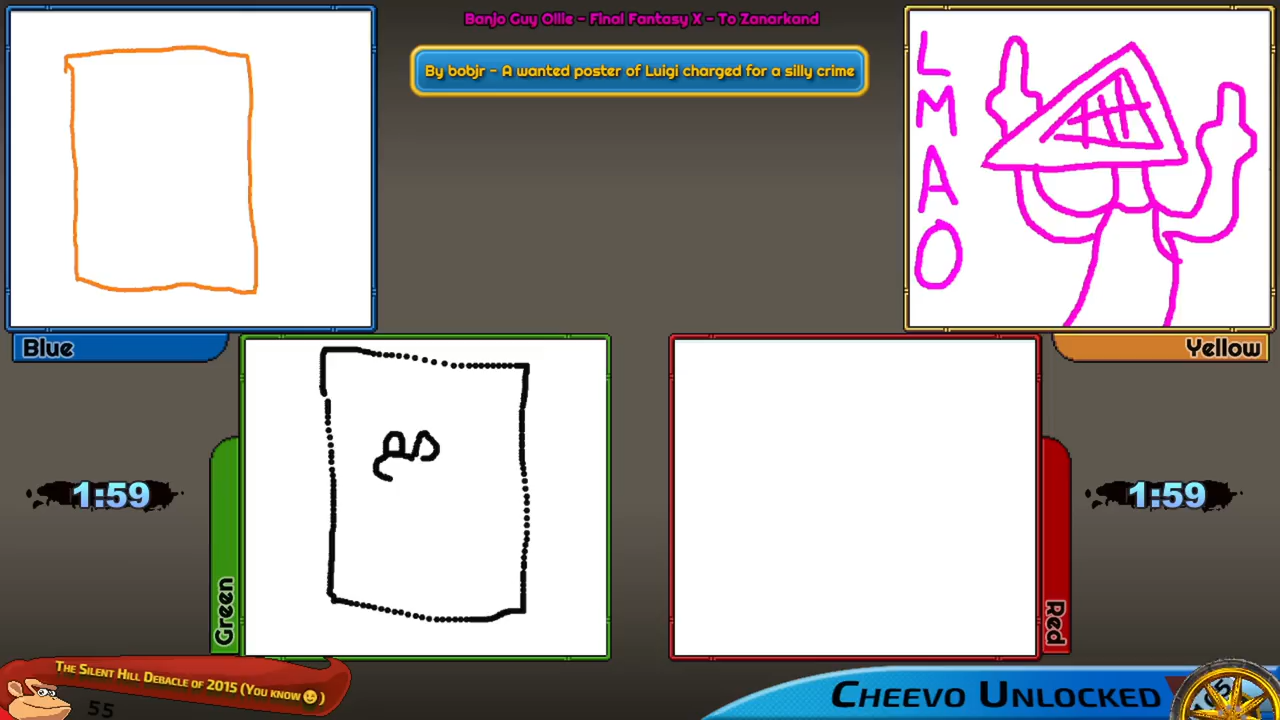 Banjo Guy Ollie - Final Fantasy X - To Zanarkand
By bobjr - A wanted poster of Luigi charged for a silly crime
L
M
A
O
Blue
Yellow
1:59
1:59
Green
Red
The Silent Hill Debacle of 2015 (You know 😉)
55
Cheevo Unlocked